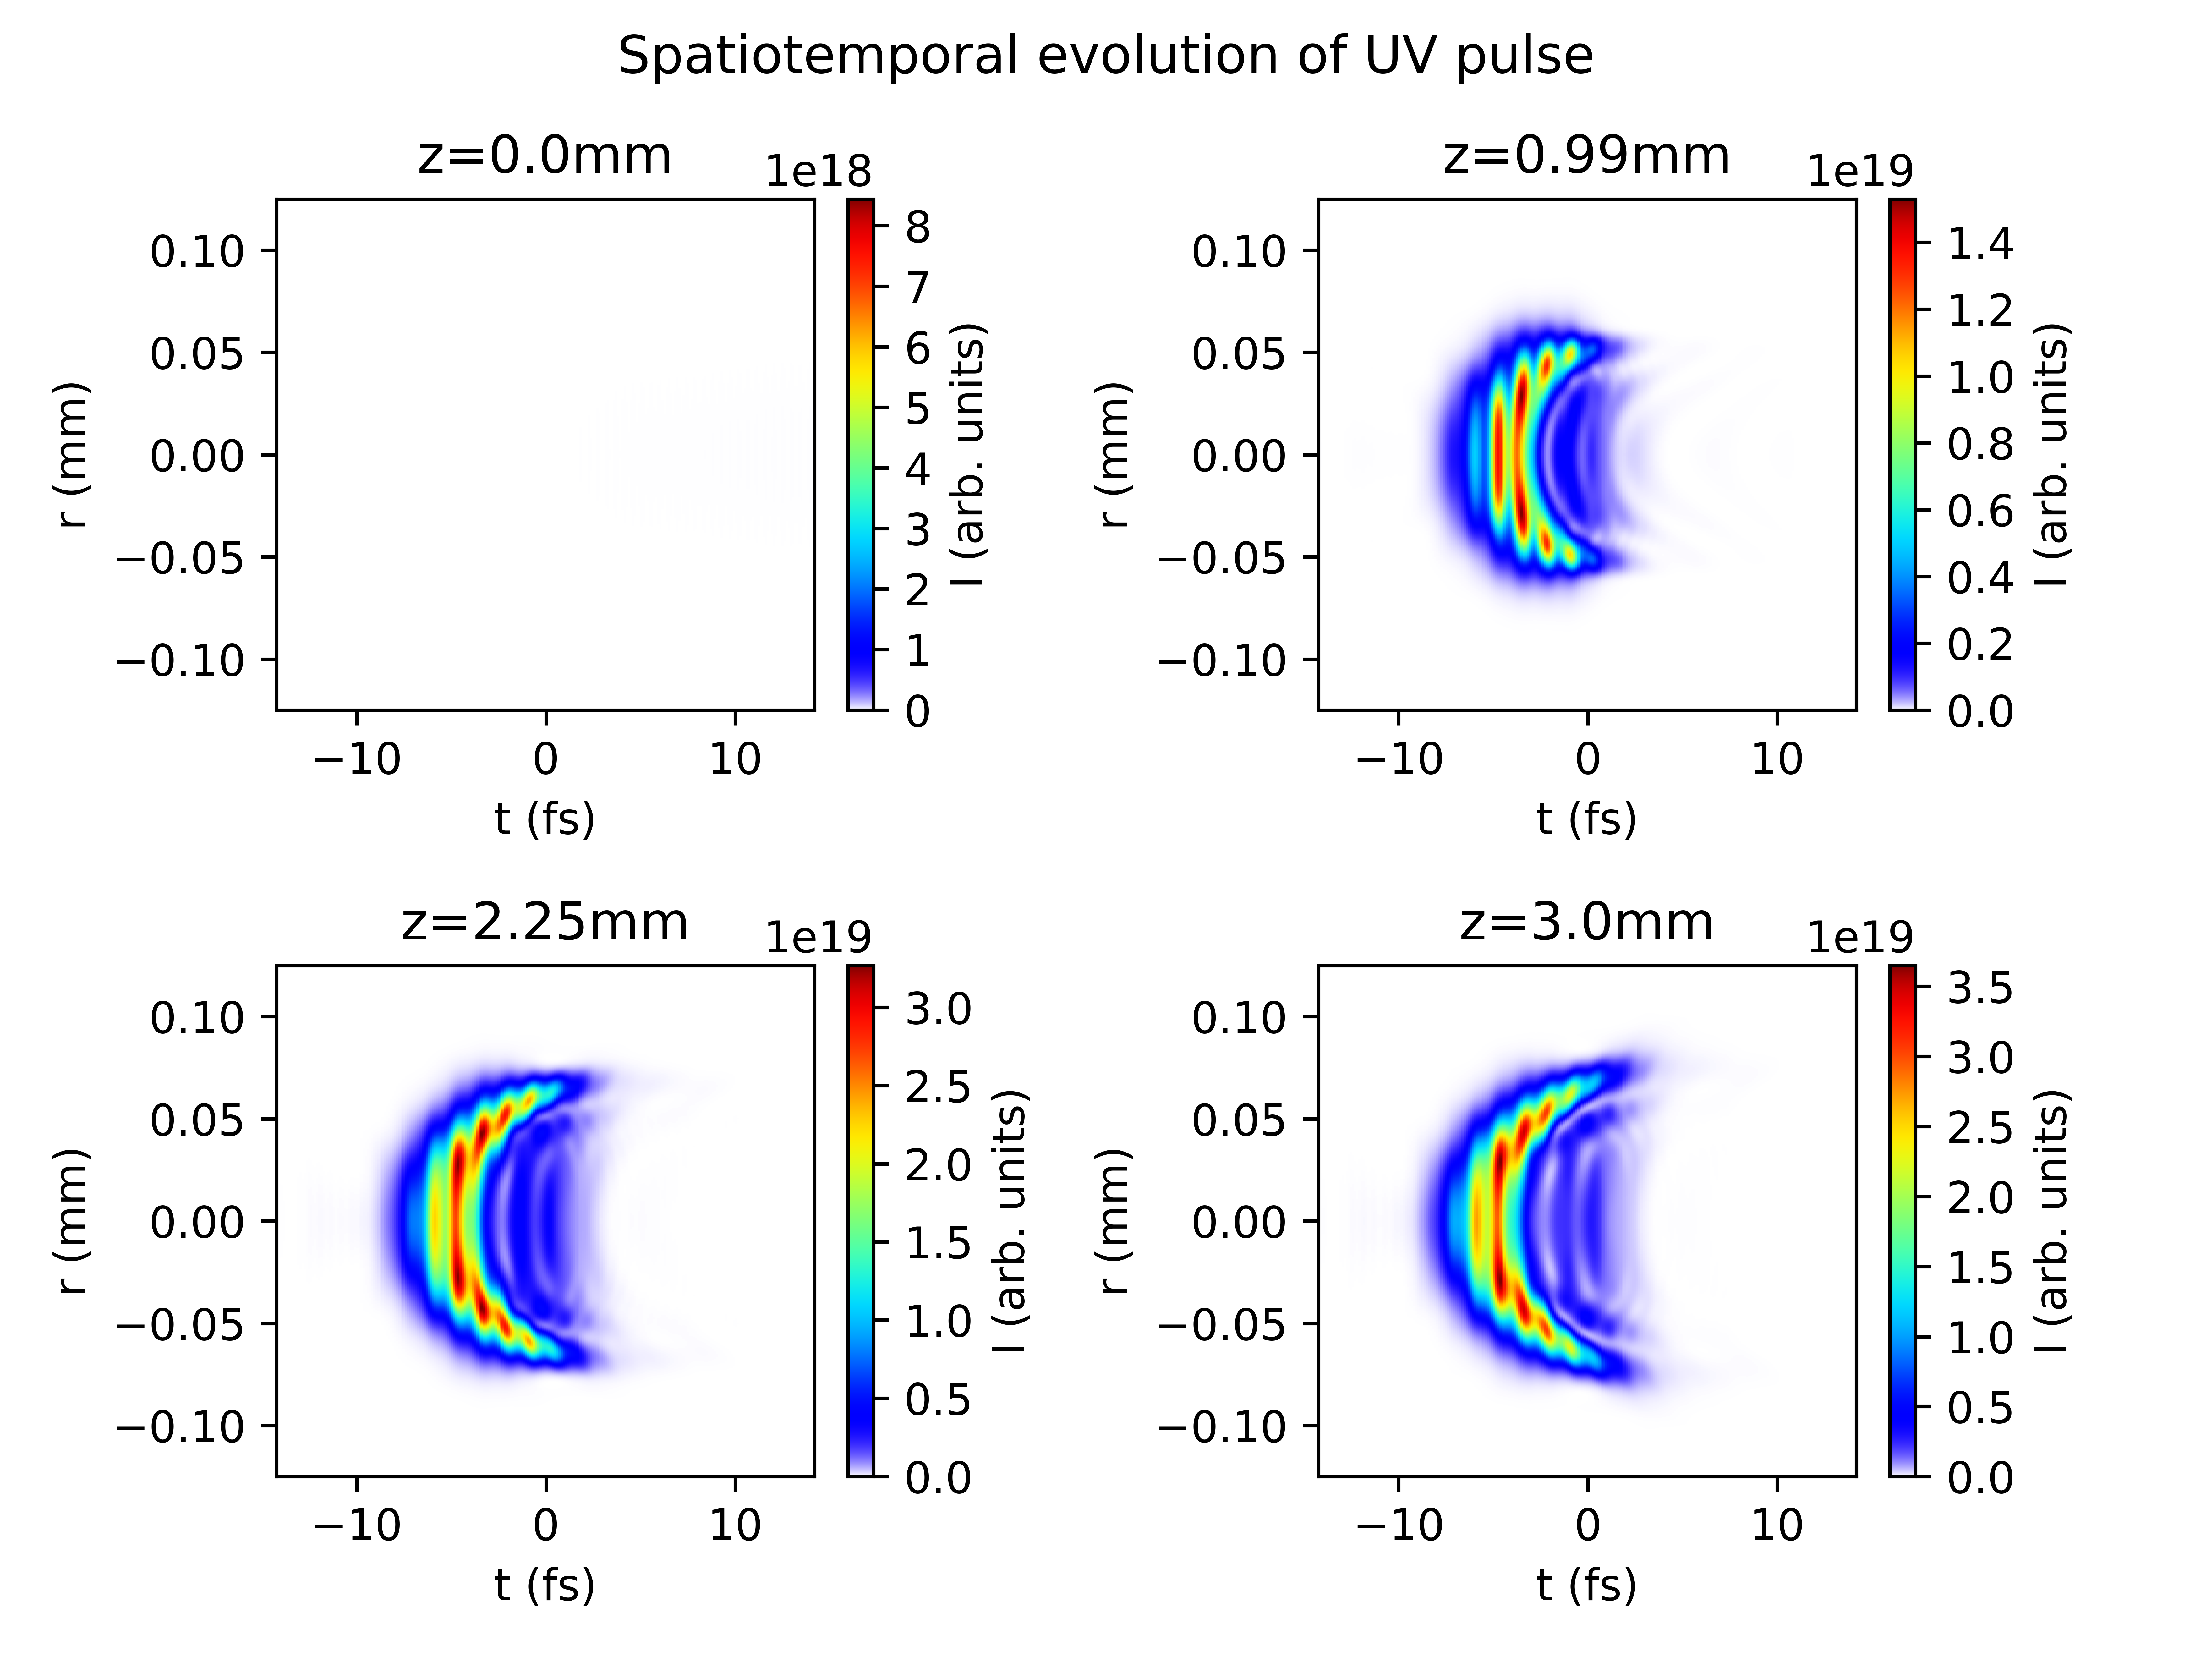 Spatiotemporal evolution of UV pulse
z=0.0mm
1e18
0.10
0.05
0.00
−0.05
−0.10
r (mm)
−10 0 10
t (fs)
8
7
6
5
4
3
2
1
0
I (arb. units)
z=0.99mm
1e19
0.10
0.05
0.00
−0.05
−0.10
r (mm)
−10 0 10
t (fs)
1.4
1.2
1.0
0.8
0.6
0.4
0.2
0.0
I (arb. units)
z=2.25mm
1e19
0.10
0.05
0.00
−0.05
−0.10
r (mm)
−10 0 10
t (fs)
3.0
2.5
2.0
1.5
1.0
0.5
0.0
I (arb. units)
z=3.0mm
1e19
0.10
0.05
0.00
−0.05
−0.10
r (mm)
−10 0 10
t (fs)
3.5
3.0
2.5
2.0
1.5
1.0
0.5
0.0
I (arb. units)